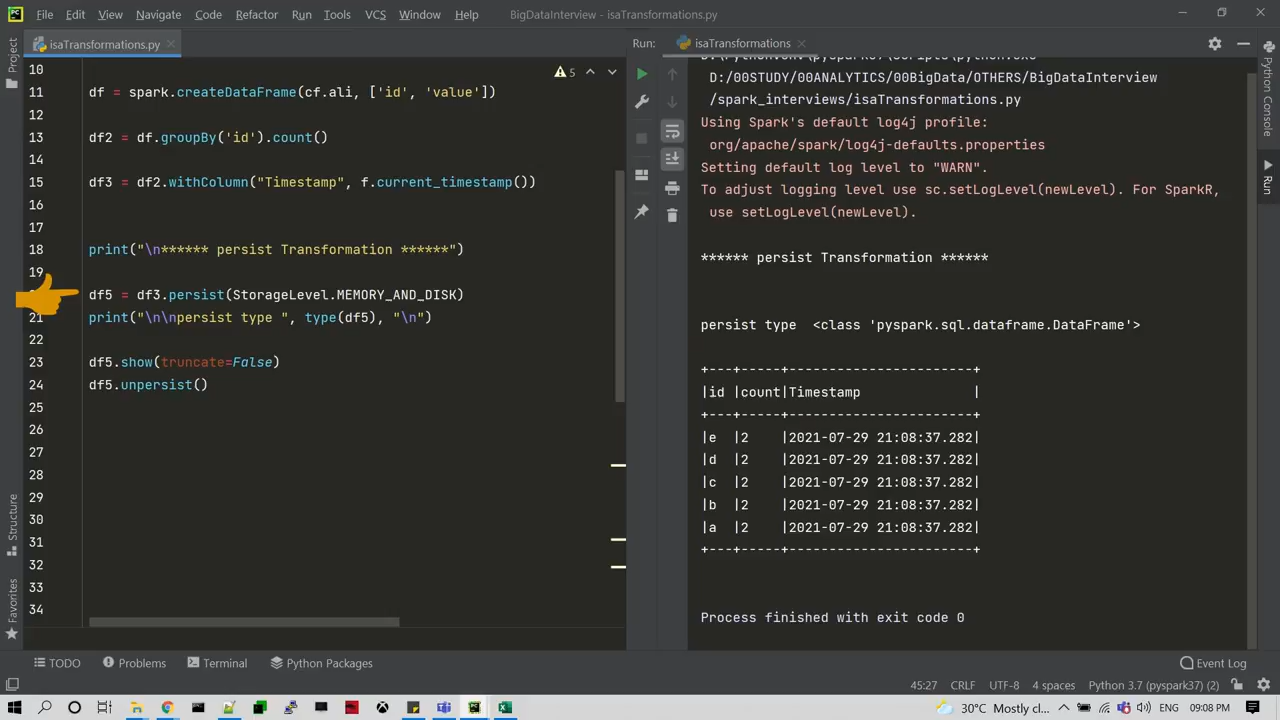 File Edit View Navigate Code Refactor Run Tools VCS Window Help BigDataInterview - isaTransformations.py
isaTransformations.py
Run: isaTransformations
Project
Structure
Favorites
Python Console
Run
5
10
11 df = spark.createDataFrame(cf.ali, ['id', 'value'])
12
13 df2 = df.groupBy('id').count()
14
15 df3 = df2.withColumn("Timestamp", f.current_timestamp())
16
17
18 print("\n****** persist Transformation ******")
19
df5 = df3.persist(StorageLevel.MEMORY_AND_DISK)
21 print("\n\npersist type ", type(df5), "\n")
22
23 df5.show(truncate=False)
24 df5.unpersist()
25
26
27
28
29
30
31
32
33
34
D:/00STUDY/00ANALYTICS/00BigData/OTHERS/BigDataInterview
/spark_interviews/isaTransformations.py
Using Spark's default log4j profile:
org/apache/spark/log4j-defaults.properties
Setting default log level to "WARN".
To adjust logging level use sc.setLogLevel(newLevel). For SparkR,
use setLogLevel(newLevel).
****** persist Transformation ******
persist type <class 'pyspark.sql.dataframe.DataFrame'>
+---+-----+-----------------------+
|id |count|Timestamp |
+---+-----+-----------------------+
|e |2 |2021-07-29 21:08:37.282|
|d |2 |2021-07-29 21:08:37.282|
|c |2 |2021-07-29 21:08:37.282|
|b |2 |2021-07-29 21:08:37.282|
|a |2 |2021-07-29 21:08:37.282|
+---+-----+-----------------------+
Process finished with exit code 0
TODO Problems Terminal Python Packages Event Log
45:27 CRLF UTF-8 4 spaces Python 3.7 (pyspark37) (2)
30°C Mostly cl... ENG 09:08 PM